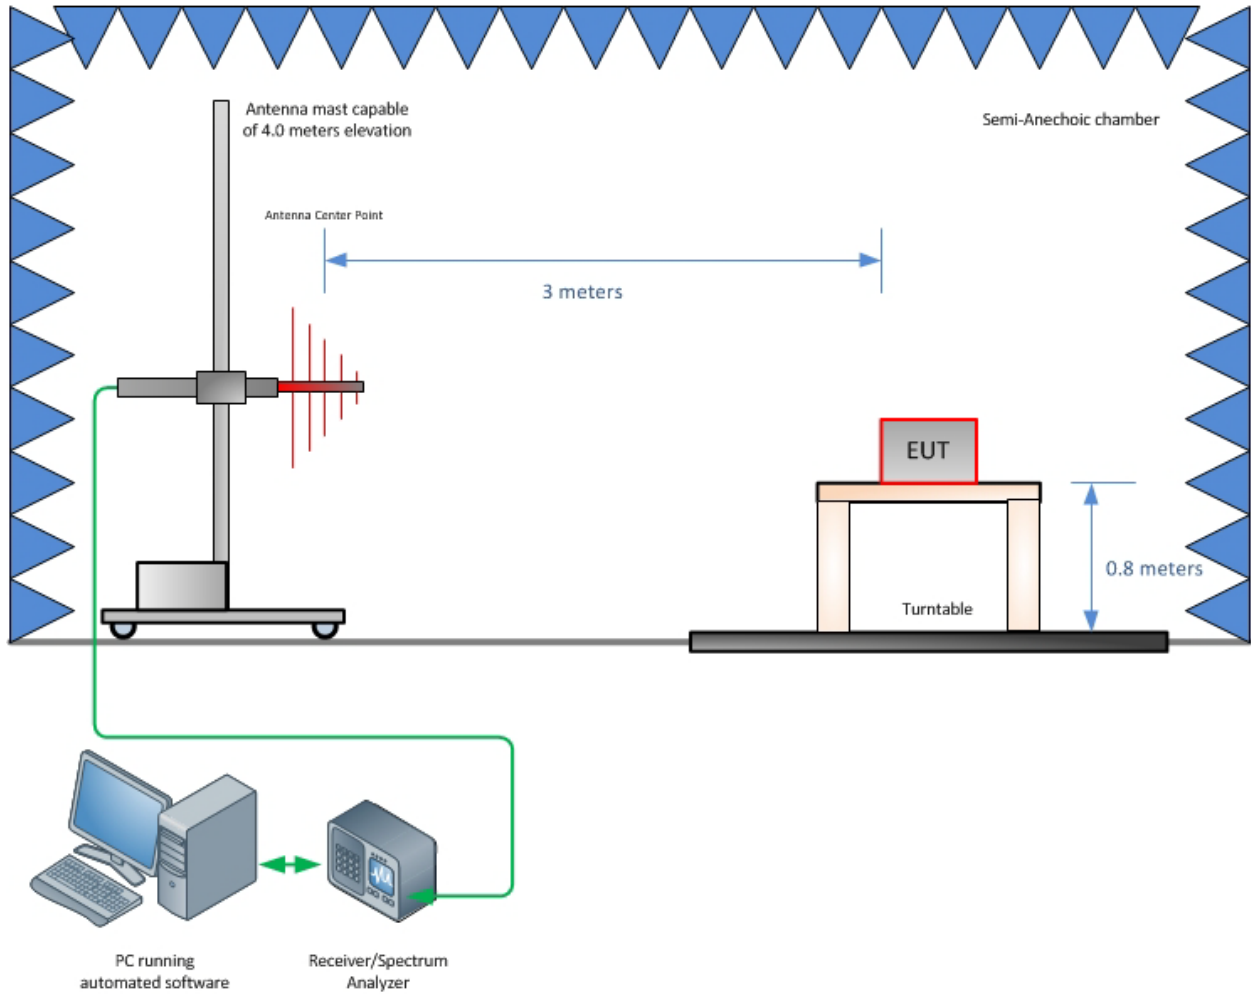 Antenna mast capable
of 4.0 meters elevation
Semi-Anechoic chamber
Antenna Center Point
3 meters
EUT
0.8 meters
Turntable
PC running
automated software
Receiver/Spectrum
Analyzer